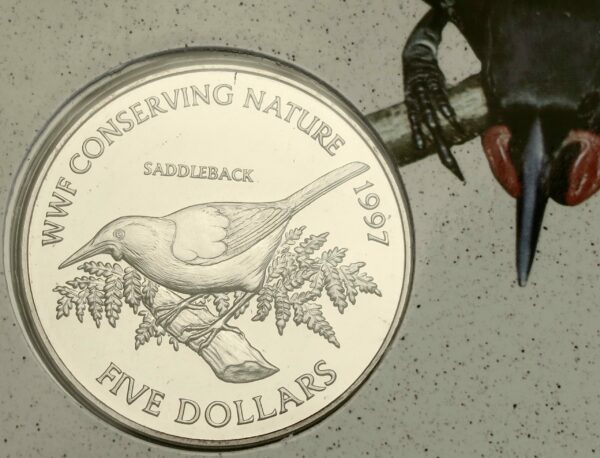 WWF CONSERVING NATURE 1997
SADDLEBACK
FIVE DOLLARS